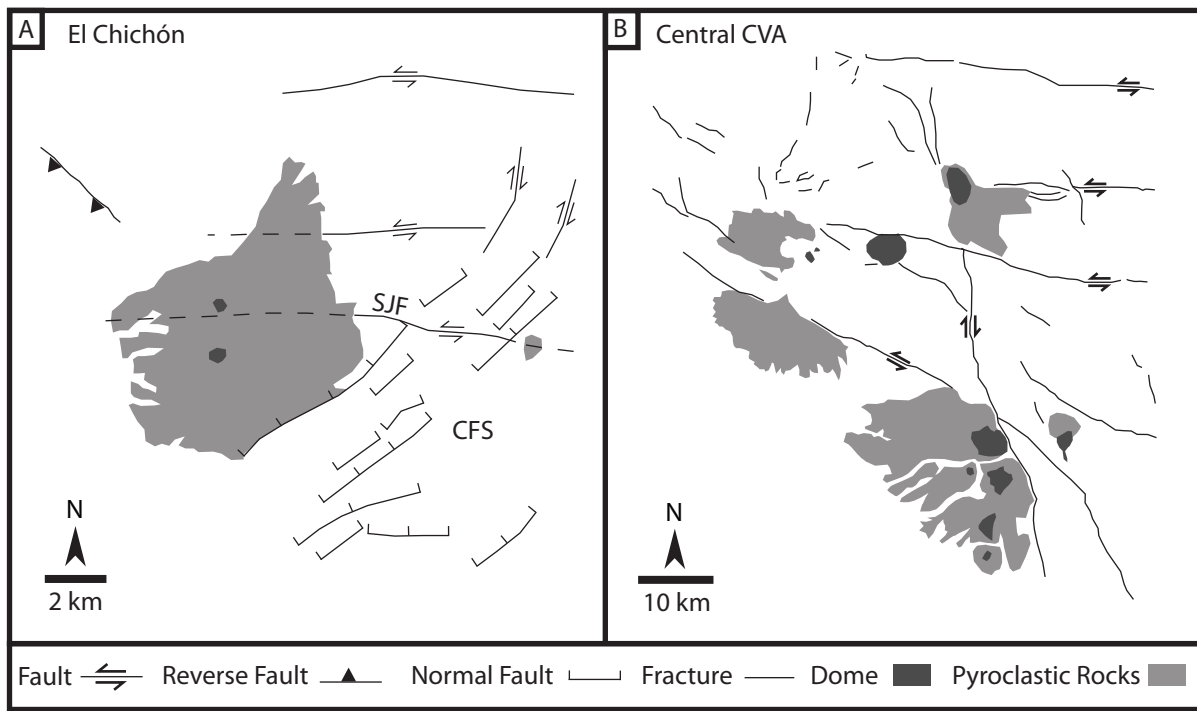 A El Chichón
B Central CVA
SJF
CFS
N
2 km
N
10 km
Fault Reverse Fault Normal Fault Fracture Dome Pyroclastic Rocks